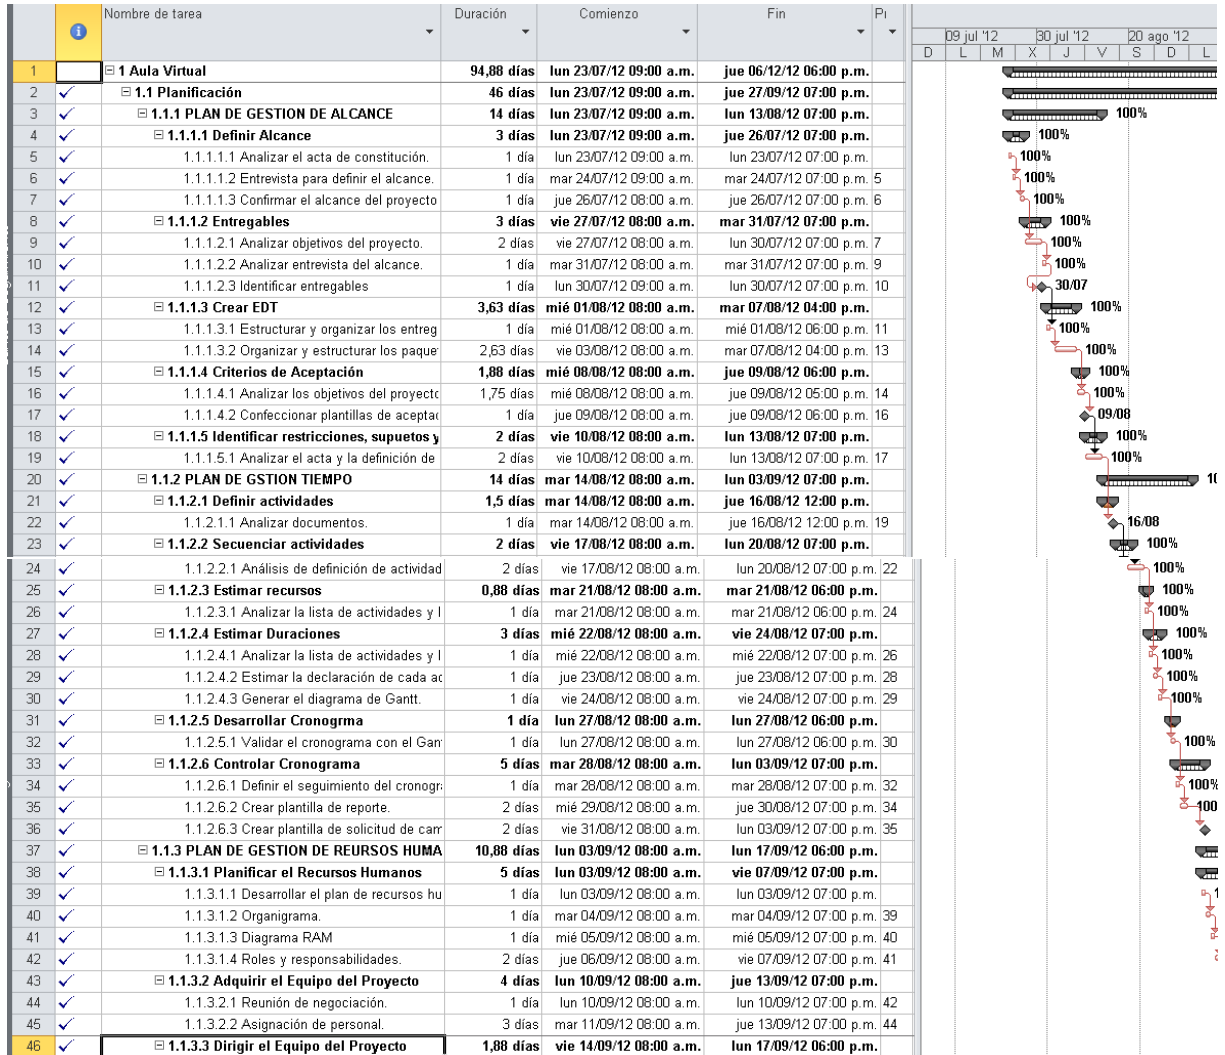 Nombre de tarea Duración Comienzo Fin
09 jul '12 30 jul '12 20 ago '12
D L M X J V S D L
1 1 Aula Virtual 94,88 días lun 23/07/12 09:00 a.m. jue 06/12/12 06:00 p.m.
2 1.1 Planificación 46 días lun 23/07/12 09:00 a.m. jue 27/09/12 07:00 p.m.
3 1.1.1 PLAN DE GESTION DE ALCANCE 14 días lun 23/07/12 09:00 a.m. lun 13/08/12 07:00 p.m. 100%
4 1.1.1.1 Definir Alcance 3 días lun 23/07/12 09:00 a.m. jue 26/07/12 07:00 p.m. 100%
5 1.1.1.1.1 Analizar el acta de constitución. 1 día lun 23/07/12 09:00 a.m. lun 23/07/12 07:00 p.m. 100%
6 1.1.1.1.2 Entrevista para definir el alcance. 1 día mar 24/07/12 09:00 a.m. mar 24/07/12 07:00 p.m. 5 100%
7 1.1.1.1.3 Confirmar el alcance del proyecto 1 día jue 26/07/12 08:00 a.m. jue 26/07/12 07:00 p.m. 6 100%
8 1.1.1.2 Entregables 3 días vie 27/07/12 08:00 a.m. mar 31/07/12 07:00 p.m. 100%
9 1.1.1.2.1 Analizar objetivos del proyecto. 2 días vie 27/07/12 08:00 a.m. lun 30/07/12 07:00 p.m. 7 100%
10 1.1.1.2.2 Analizar entrevista del alcance. 1 día mar 31/07/12 08:00 a.m. mar 31/07/12 07:00 p.m. 9 100%
11 1.1.1.2.3 Identificar entregables 1 día lun 30/07/12 09:00 a.m. lun 30/07/12 07:00 p.m. 10 30/07
12 1.1.1.3 Crear EDT 3,63 días mié 01/08/12 08:00 a.m. mar 07/08/12 04:00 p.m. 100%
13 1.1.1.3.1 Estructurar y organizar los entreg 1 día mié 01/08/12 08:00 a.m. mié 01/08/12 06:00 p.m. 11 100%
14 1.1.1.3.2 Organizar y estructurar los paque 2,63 días vie 03/08/12 08:00 a.m. mar 07/08/12 04:00 p.m. 13 100%
15 1.1.1.4 Criterios de Aceptación 1,88 días mié 08/08/12 08:00 a.m. jue 09/08/12 06:00 p.m. 100%
16 1.1.1.4.1 Analizar los objetivos del proyecto 1,75 días mié 08/08/12 08:00 a.m. jue 09/08/12 05:00 p.m. 14 100%
17 1.1.1.4.2 Confeccionar plantillas de aceptac 1 día jue 09/08/12 08:00 a.m. jue 09/08/12 06:00 p.m. 16 09/08
18 1.1.1.5 Identificar restricciones, supuetos y 2 días vie 10/08/12 08:00 a.m. lun 13/08/12 07:00 p.m. 100%
19 1.1.1.5.1 Analizar el acta y la definición de 2 días vie 10/08/12 08:00 a.m. lun 13/08/12 07:00 p.m. 17 100%
20 1.1.2 PLAN DE GSTION TIEMPO 14 días mar 14/08/12 08:00 a.m. lun 03/09/12 07:00 p.m. 10
21 1.1.2.1 Definir actividades 1,5 días mar 14/08/12 08:00 a.m. jue 16/08/12 12:00 p.m.
22 1.1.2.1.1 Analizar documentos. 1 día mar 14/08/12 08:00 a.m. jue 16/08/12 12:00 p.m. 19 16/08
23 1.1.2.2 Secuenciar actividades 2 días vie 17/08/12 08:00 a.m. lun 20/08/12 07:00 p.m. 100%
24 1.1.2.2.1 Análisis de definición de actividad 2 días vie 17/08/12 08:00 a.m. lun 20/08/12 07:00 p.m. 22 100%
25 1.1.2.3 Estimar recursos 0,88 días mar 21/08/12 08:00 a.m. mar 21/08/12 06:00 p.m. 100%
26 1.1.2.3.1 Analizar la lista de actividades y l 1 día mar 21/08/12 08:00 a.m. mar 21/08/12 06:00 p.m. 24 100%
27 1.1.2.4 Estimar Duraciones 3 días mié 22/08/12 08:00 a.m. vie 24/08/12 07:00 p.m. 100%
28 1.1.2.4.1 Analizar la lista de actividades y l 1 día mié 22/08/12 08:00 a.m. mié 22/08/12 07:00 p.m. 26 100%
29 1.1.2.4.2 Estimar la declaración de cada ac 1 día jue 23/08/12 08:00 a.m. jue 23/08/12 07:00 p.m. 28 100%
30 1.1.2.4.3 Generar el diagrama de Gantt. 1 día vie 24/08/12 08:00 a.m. vie 24/08/12 07:00 p.m. 29 100%
31 1.1.2.5 Desarrollar Cronogrma 1 día lun 27/08/12 08:00 a.m. lun 27/08/12 06:00 p.m.
32 1.1.2.5.1 Validar el cronograma con el Gan 1 día lun 27/08/12 08:00 a.m. lun 27/08/12 06:00 p.m. 30 100%
33 1.1.2.6 Controlar Cronograma 5 días mar 28/08/12 08:00 a.m. lun 03/09/12 07:00 p.m.
34 1.1.2.6.1 Definir el seguimiento del cronogr 1 día mar 28/08/12 08:00 a.m. mar 28/08/12 07:00 p.m. 32 100%
35 1.1.2.6.2 Crear plantilla de reporte. 2 días mié 29/08/12 08:00 a.m. jue 30/08/12 07:00 p.m. 34 100
36 1.1.2.6.3 Crear plantilla de solicitud de cam 2 días vie 31/08/12 08:00 a.m. lun 03/09/12 07:00 p.m. 35
37 1.1.3 PLAN DE GESTION DE REURSOS HUMA 10,88 días lun 03/09/12 08:00 a.m. lun 17/09/12 06:00 p.m.
38 1.1.3.1 Planificar el Recursos Humanos 5 días lun 03/09/12 08:00 a.m. vie 07/09/12 07:00 p.m.
39 1.1.3.1.1 Desarrollar el plan de recursos hu 1 día lun 03/09/12 08:00 a.m. lun 03/09/12 07:00 p.m.
40 1.1.3.1.2 Organigrama. 1 día mar 04/09/12 08:00 a.m. mar 04/09/12 07:00 p.m. 39
41 1.1.3.1.3 Diagrama RAM 1 día mié 05/09/12 08:00 a.m. mié 05/09/12 07:00 p.m. 40
42 1.1.3.1.4 Roles y responsabilidades. 2 días jue 06/09/12 08:00 a.m. vie 07/09/12 07:00 p.m. 41
43 1.1.3.2 Adquirir el Equipo del Proyecto 4 días lun 10/09/12 08:00 a.m. jue 13/09/12 07:00 p.m.
44 1.1.3.2.1 Reunión de negociación. 1 día lun 10/09/12 08:00 a.m. lun 10/09/12 07:00 p.m. 42
45 1.1.3.2.2 Asignación de personal. 3 días mar 11/09/12 08:00 a.m. jue 13/09/12 07:00 p.m. 44
46 1.1.3.3 Dirigir el Equipo del Proyecto 1,88 días vie 14/09/12 08:00 a.m. lun 17/09/12 06:00 p.m.